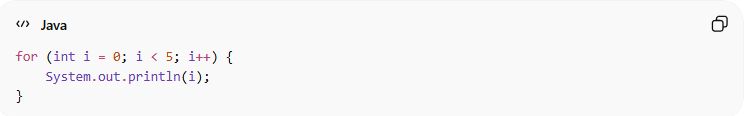 </> Java
for (int i = 0; i < 5; i++) {
    System.out.println(i);
}